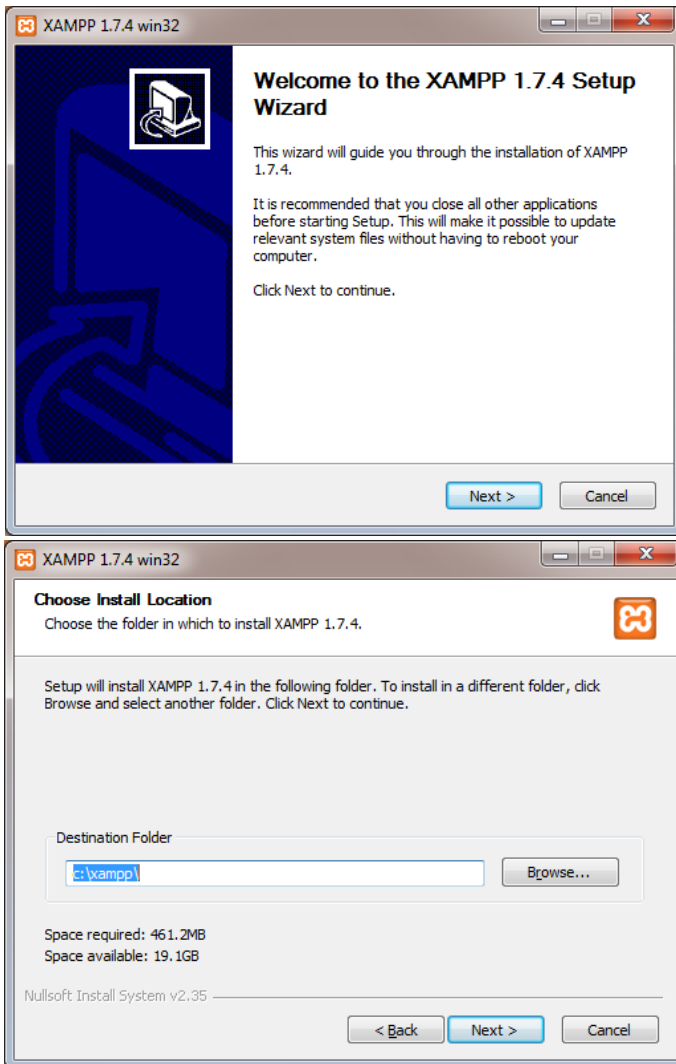 XAMPP 1.7.4 win32
Welcome to the XAMPP 1.7.4 Setup
Wizard
This wizard will guide you through the installation of XAMPP
1.7.4.
It is recommended that you close all other applications
before starting Setup. This will make it possible to update
relevant system files without having to reboot your
computer.
Click Next to continue.
Next >
Cancel
XAMPP 1.7.4 win32
Choose Install Location
Choose the folder in which to install XAMPP 1.7.4.
Setup will install XAMPP 1.7.4 in the following folder. To install in a different folder, click
Browse and select another folder. Click Next to continue.
Destination Folder
c:\xampp\
Browse...
Space required: 461.2MB
Space available: 19.1GB
Nullsoft Install System v2.35
< Back
Next >
Cancel